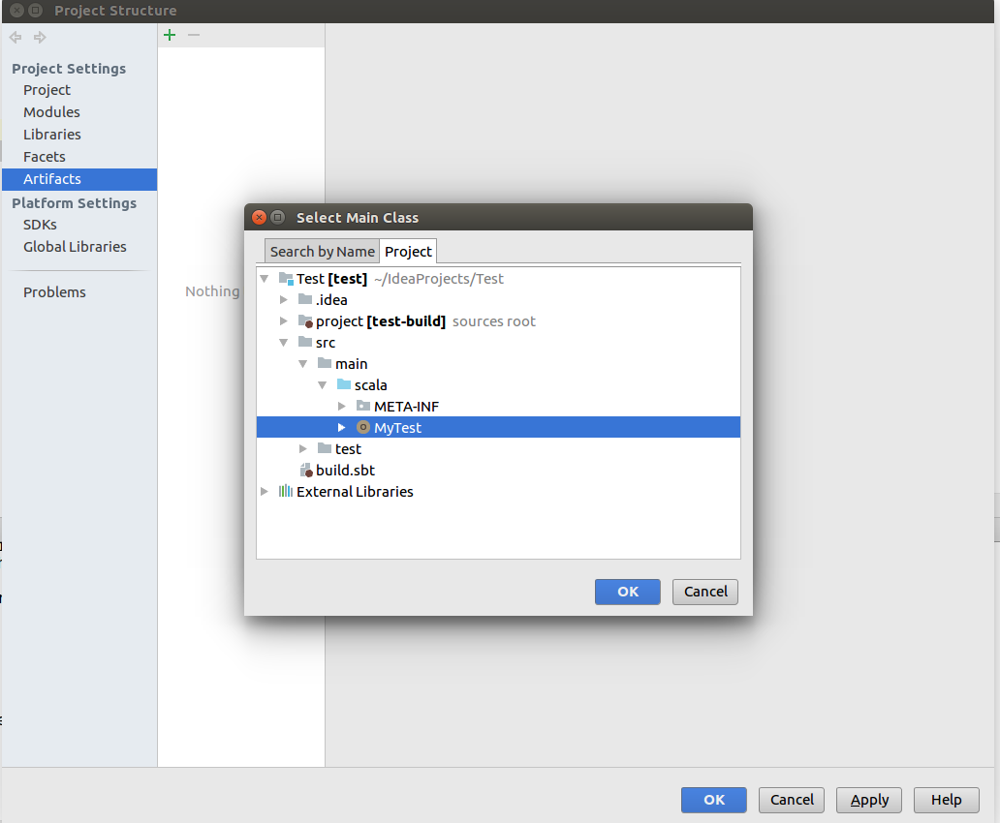 Project Structure
Project Settings
Project
Modules
Libraries
Facets
Artifacts
Platform Settings
SDKs
Global Libraries
Problems
Nothing
Select Main Class
Search by Name Project
Test [test] ~/IdeaProjects/Test
.idea
project [test-build] sources root
src
main
scala
META-INF
MyTest
test
build.sbt
External Libraries
OK Cancel
OK Cancel Apply Help